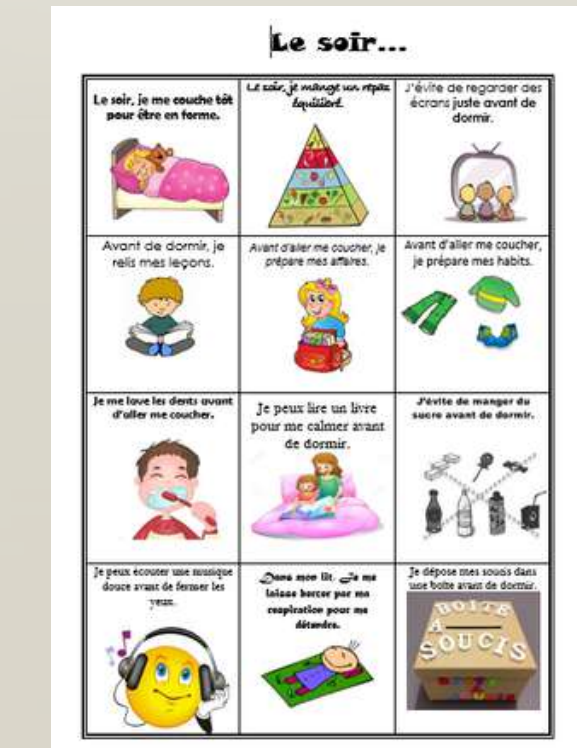 Le soir...
Le soir, je me couche tôt
pour être en forme.
Le soir, je mange un repas
équilibré.
J'évite de regarder des
écrans juste avant de
dormir.
Avant de dormir, je
relis mes leçons.
Avant d'aller me coucher, je
prépare mes affaires.
Avant d'aller me coucher,
je prépare mes habits.
Je me lave les dents avant
d'aller me coucher.
Je peux lire un livre
pour me calmer avant
de dormir.
J'évite de manger du
sucre avant de dormir.
Je peux écouter une musique
douce avant de fermer les
yeux.
Dans mon lit, Je me
laisse bercer par ma
respiration pour me
détendre.
Je dépose mes soucis dans
une boite avant de dormir.
BOITE
A
SOUCIS